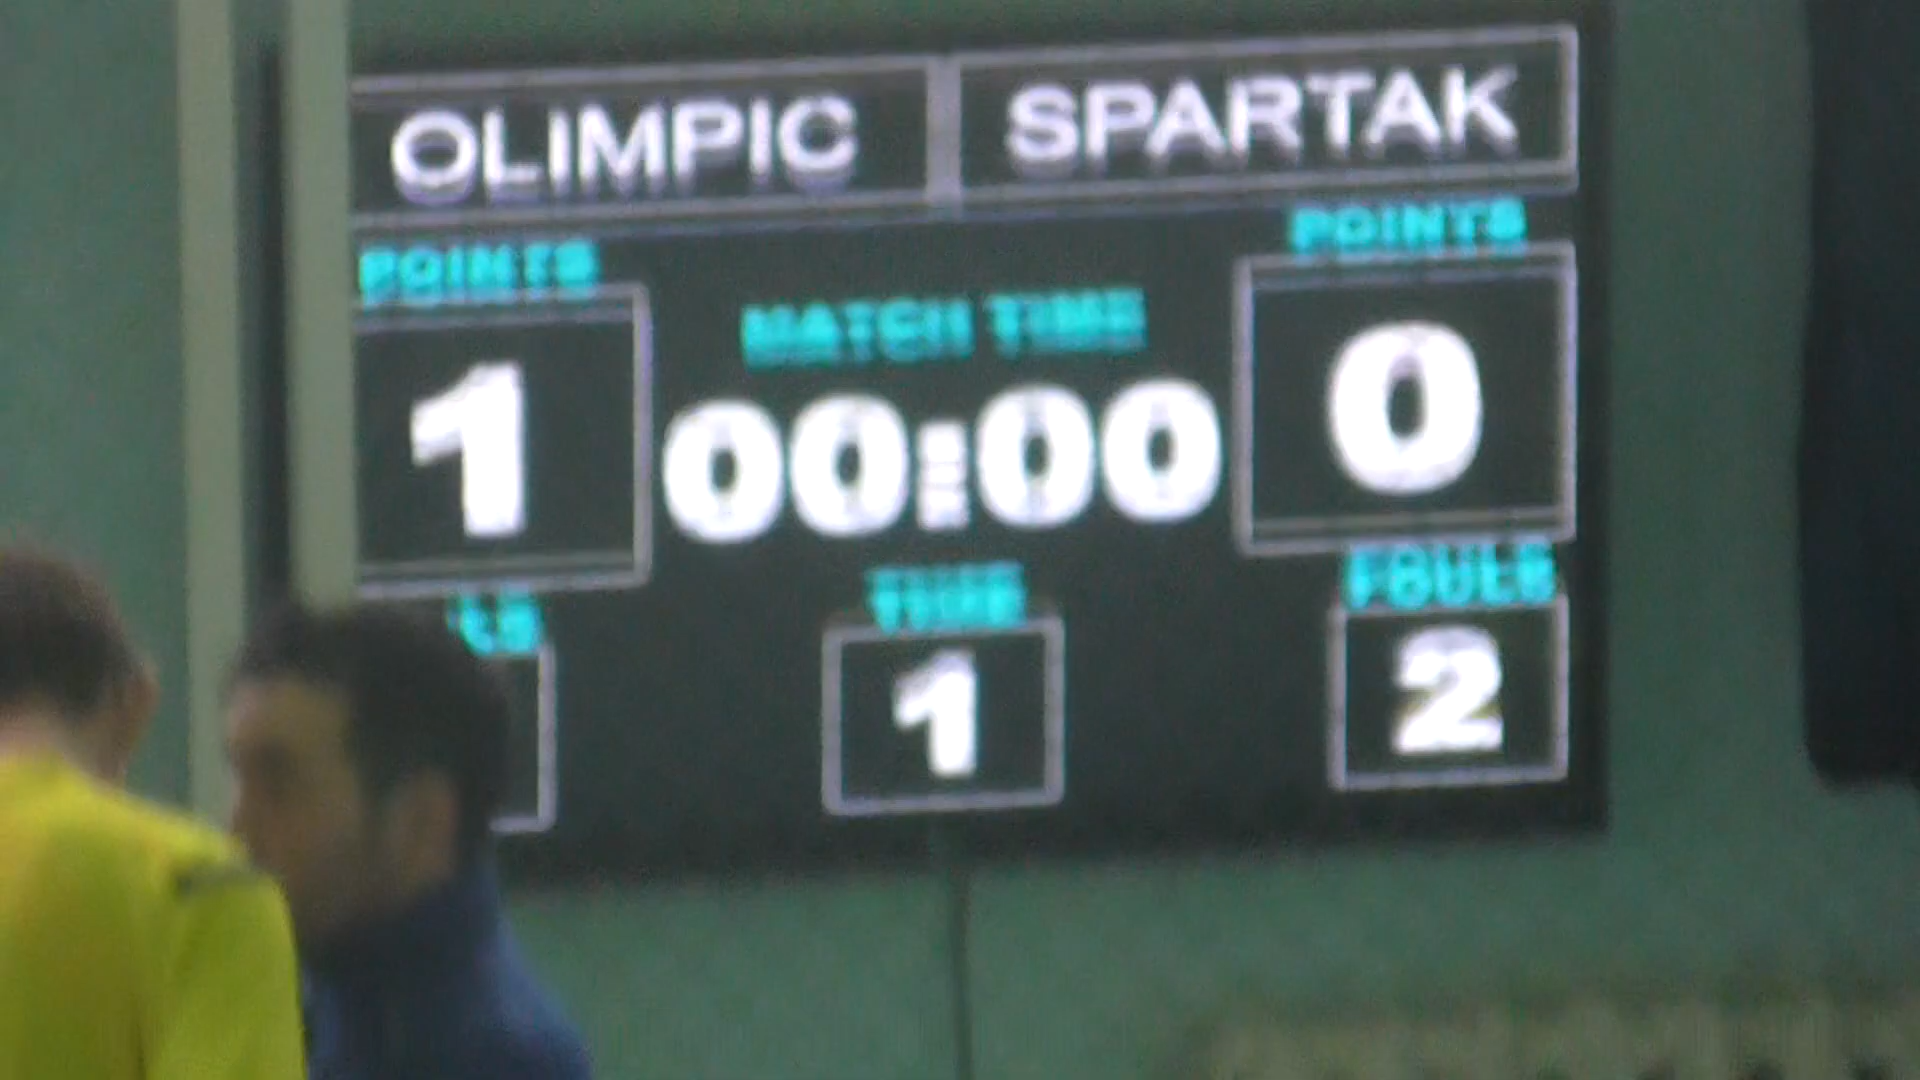 OLIMPIC SPARTAK
POINTS POINTS
MATCH TIME
1 00:00 0
TIME FOULS
1 2